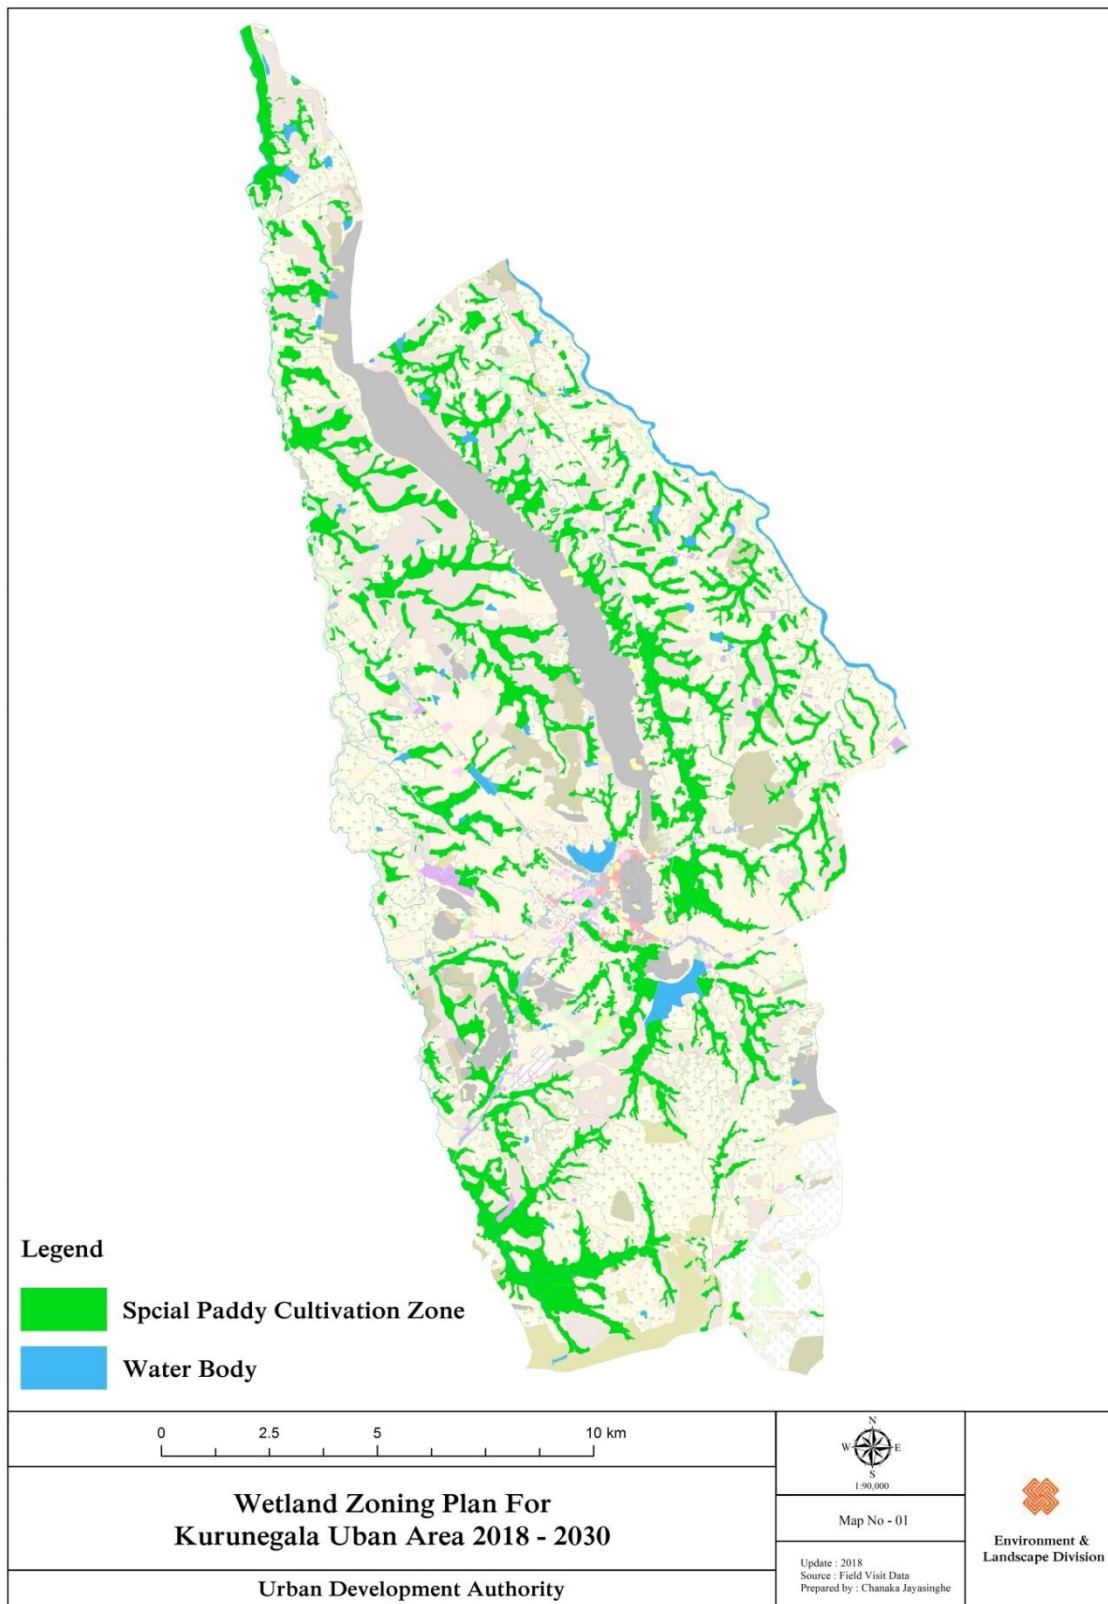 Legend
Spcial Paddy Cultivation Zone
Water Body
0 2.5 5 10 km
Wetland Zoning Plan For
Kurunegala Uban Area 2018 - 2030
Urban Development Authority
N
W E
S
1:90,000
Map No - 01
Update : 2018
Source : Field Visit Data
Prepared by : Chanaka Jayasinghe
Environment &
Landscape Division